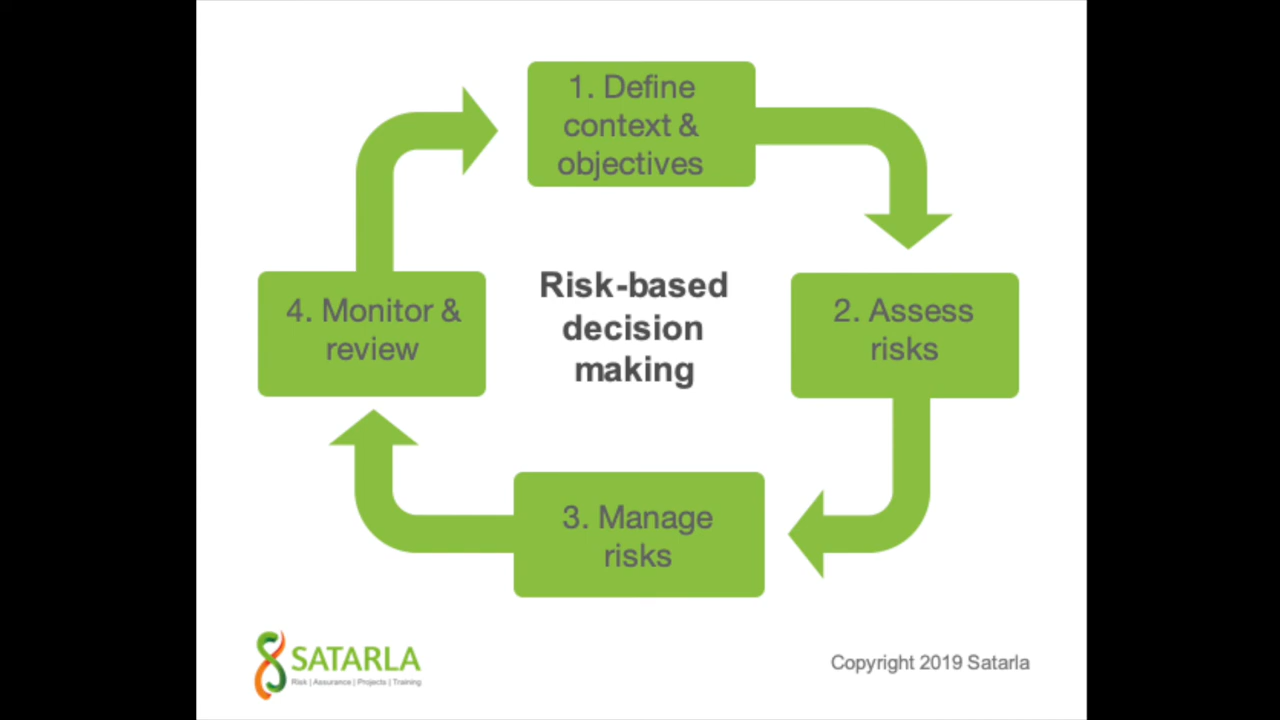 1. Define
context &
objectives
Risk-based
decision
making
4. Monitor &
review
2. Assess
risks
3. Manage
risks
SATARLA
Risk | Assurance | Projects | Training
Copyright 2019 Satarla